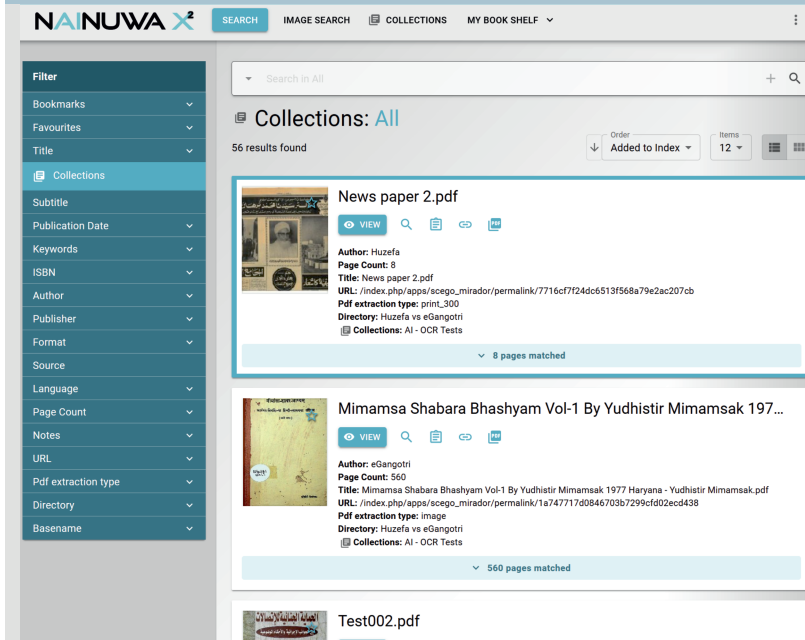 NAINUWA X²
SEARCH
IMAGE SEARCH
COLLECTIONS
MY BOOK SHELF
Filter
Bookmarks
Favourites
Title
Collections
Subtitle
Publication Date
Keywords
ISBN
Author
Publisher
Format
Source
Language
Page Count
Notes
URL
Pdf extraction type
Directory
Basename
Search in All
Collections: All
56 results found
Order
Added to Index
Items
12
News paper 2.pdf
VIEW
PDF
Author: Huzefa
Page Count: 8
Title: News paper 2.pdf
URL: /index.php/apps/scego_mirador/permalink/7716cf7f24dc6513f568a79e2ac207cb
Pdf extraction type: print_300
Directory: Huzefa vs eGangotri
Collections: AI - OCR Tests
8 pages matched
Mimamsa Shabara Bhashyam Vol-1 By Yudhistir Mimamsak 197...
VIEW
PDF
Author: eGangotri
Page Count: 560
Title: Mimamsa Shabara Bhashyam Vol-1 By Yudhistir Mimamsak 1977 Haryana - Yudhistir Mimamsak.pdf
URL: /index.php/apps/scego_mirador/permalink/1a747717d0846703b7299cfd02ecd438
Pdf extraction type: image
Directory: Huzefa vs eGangotri
Collections: AI - OCR Tests
560 pages matched
Test002.pdf